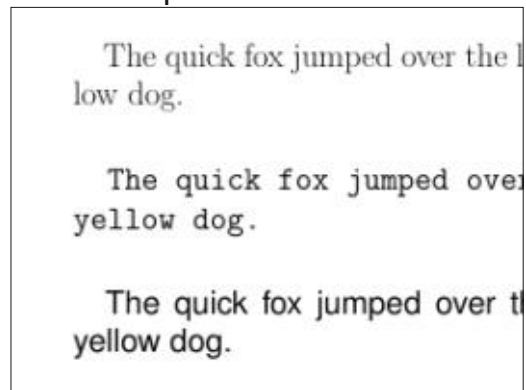 The quick fox jumped over the
low dog.
The quick fox jumped over
yellow dog.
The quick fox jumped over
yellow dog.